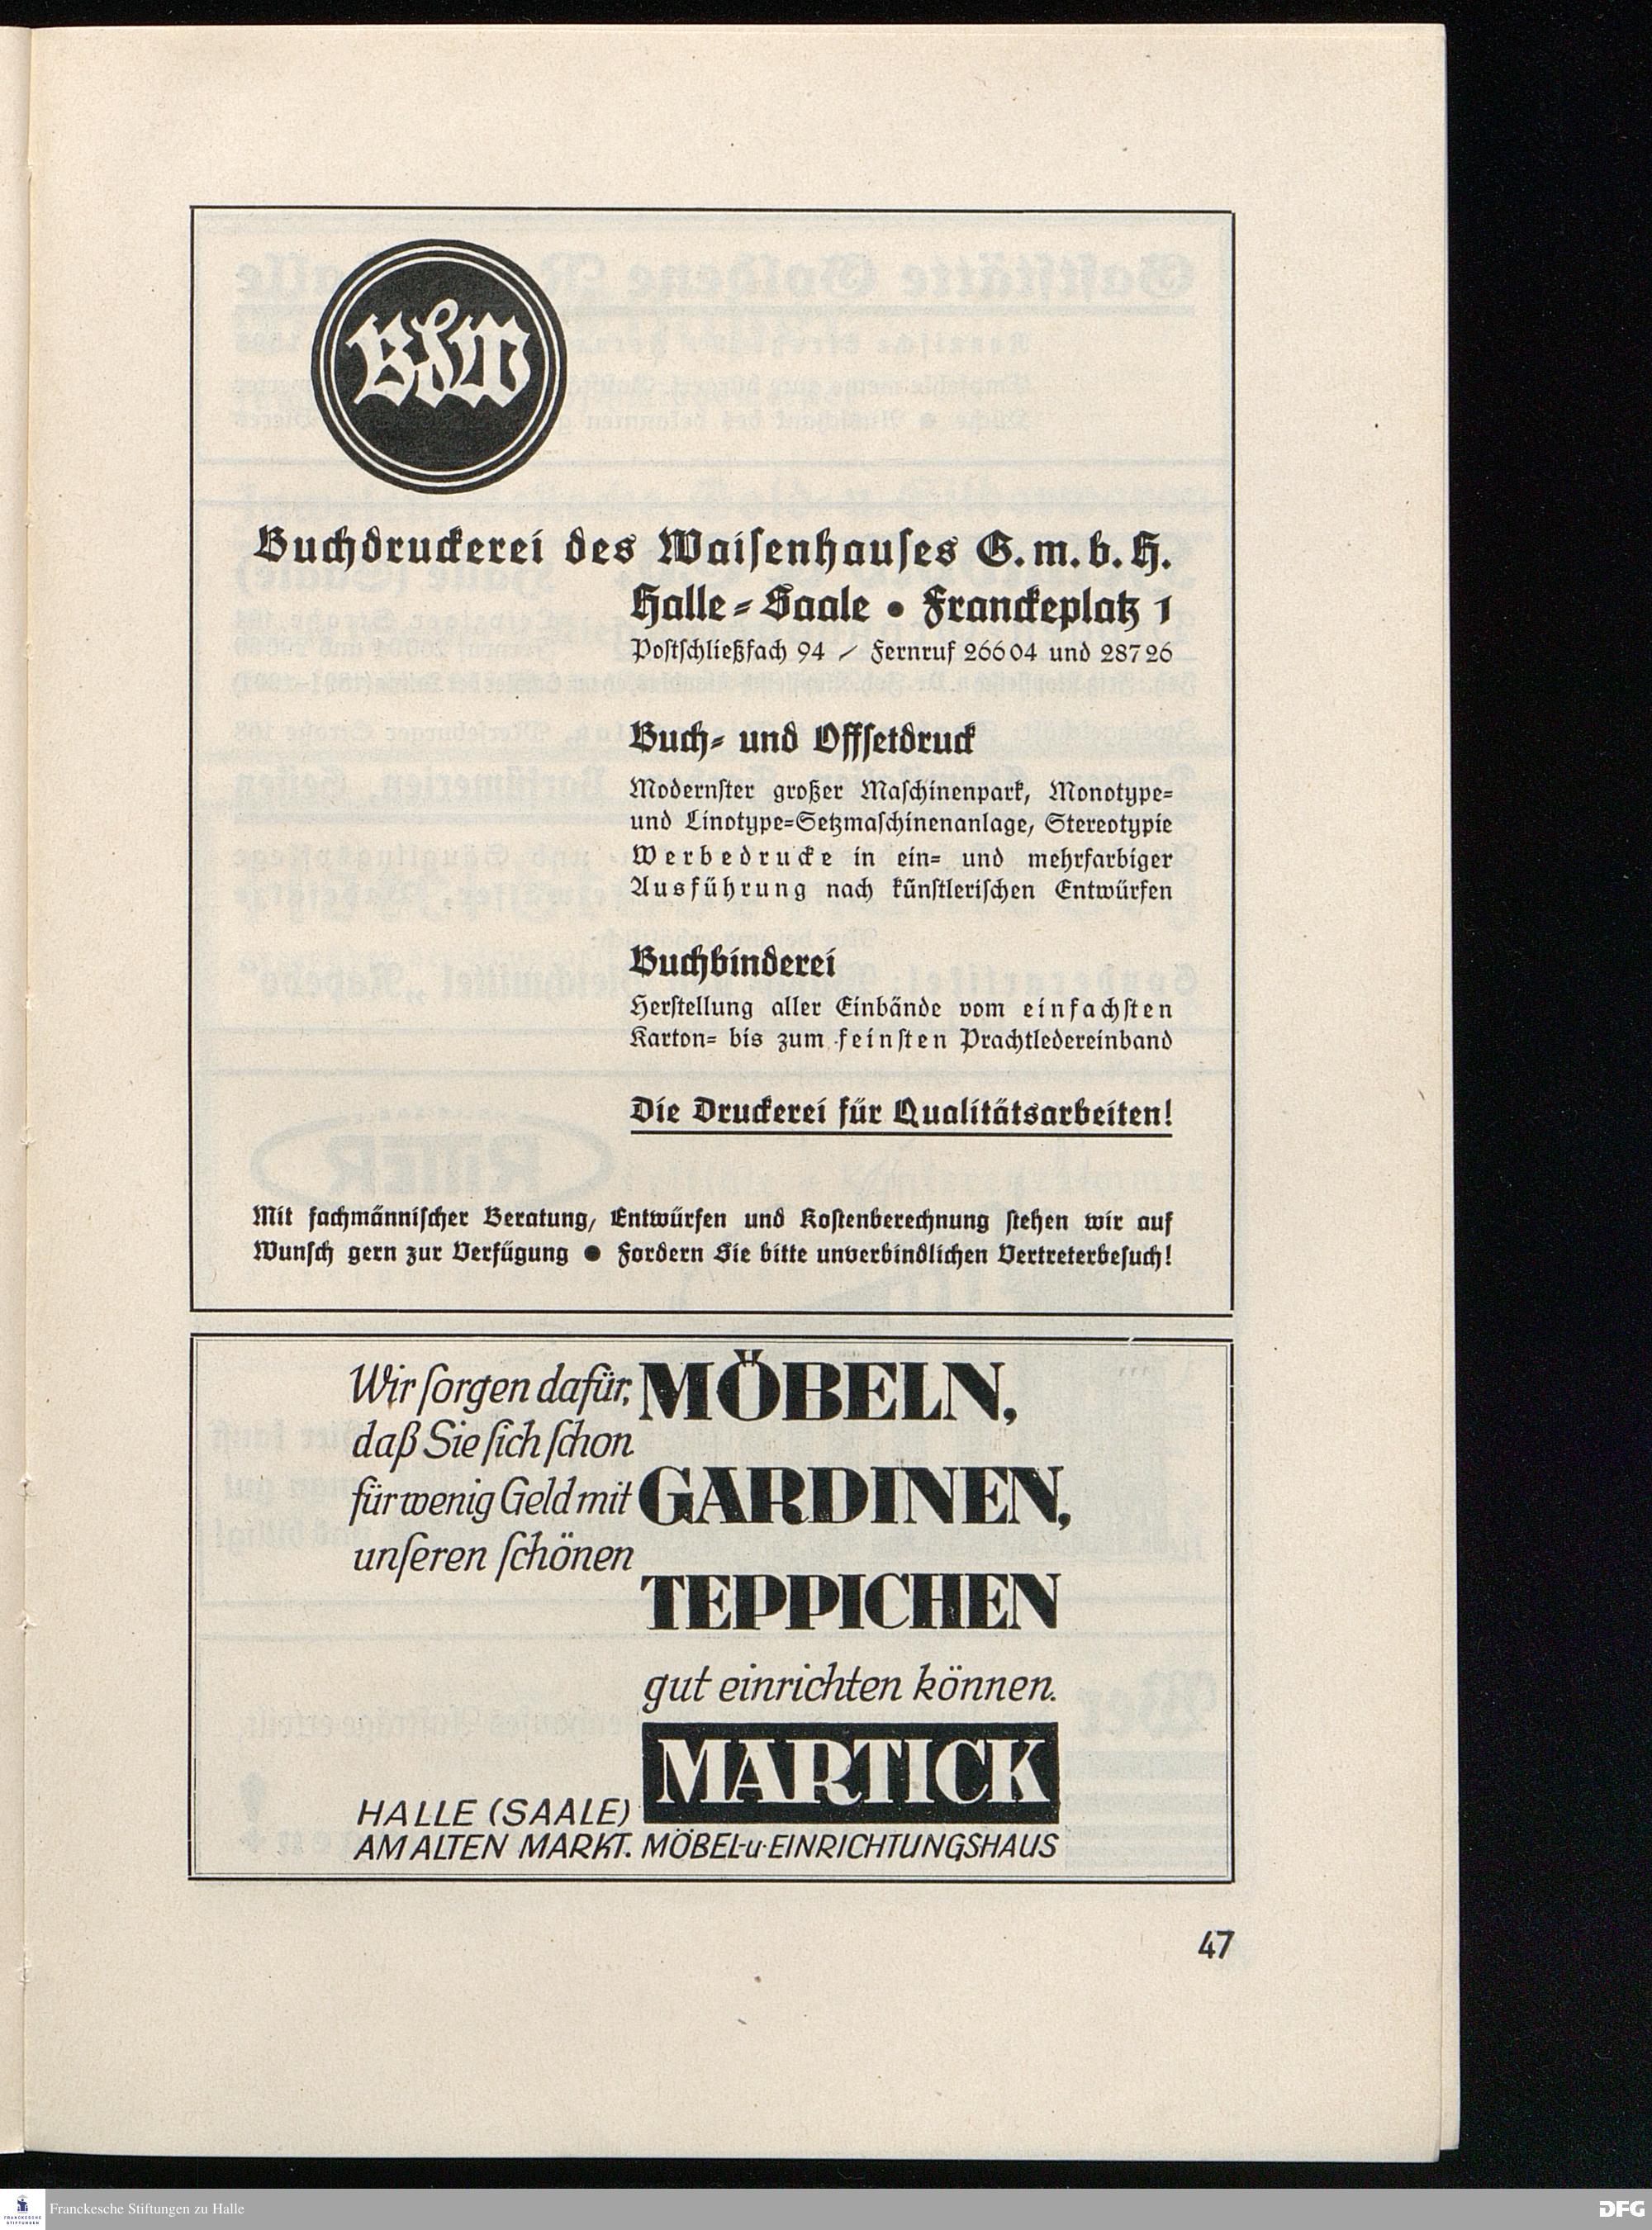 Buchdruckerei des Waisenhauses G.m.b.H.
Halle-Saale • Franckeplatz 1
Postschließfach 94 / Fernruf 26604 und 28726
Buch- und Offsetdruck
Modernster großer Maschinenpark, Monotype-
und Linotype-Setzmaschinenanlage, Stereotypie
Werbedrucke in ein- und mehrfarbiger
Ausführung nach künstlerischen Entwürfen
Buchbinderei
Herstellung aller Einbände vom einfachsten
Karton- bis zum feinsten Prachtledereinband
Die Druckerei für Qualitätsarbeiten!
Mit fachmännischer Beratung, Entwürfen und Kostenberechnung stehen wir auf
Wunsch gern zur Verfügung ● Fordern Sie bitte unverbindlichen Vertreterbesuch!
Wir sorgen dafür,
daß Sie sich schon
für wenig Geld mit
unseren schönen
MÖBELN,
GARDINEN,
TEPPICHEN
gut einrichten können.
MARTICK
HALLE (SAALE)
AM ALTEN MARKT. MÖBEL-u-EINRICHTUNGSHAUS
47
Franckesche Stiftungen zu Halle
DFG